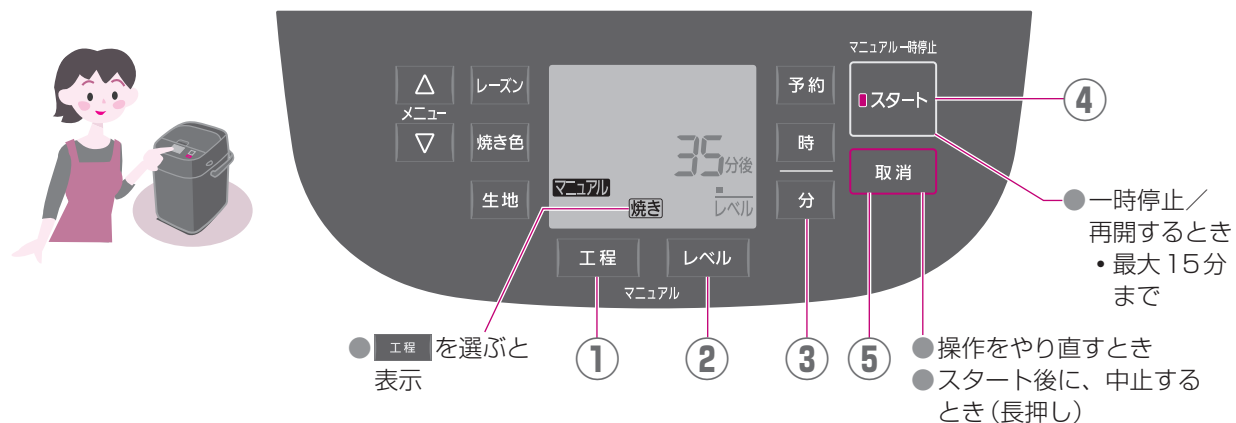 マニュアル一時停止
△
レーズン
予約
スタート
④
メニュー
▽
焼き色
時
35分後
取消
マニュアル
生地
焼き
レベル
分
●一時停止／
再開するとき
・最大15分
まで
工程
レベル
マニュアル
●工程を選ぶと
表示
①
②
③
⑤
●操作をやり直すとき
●スタート後に、中止する
とき（長押し）